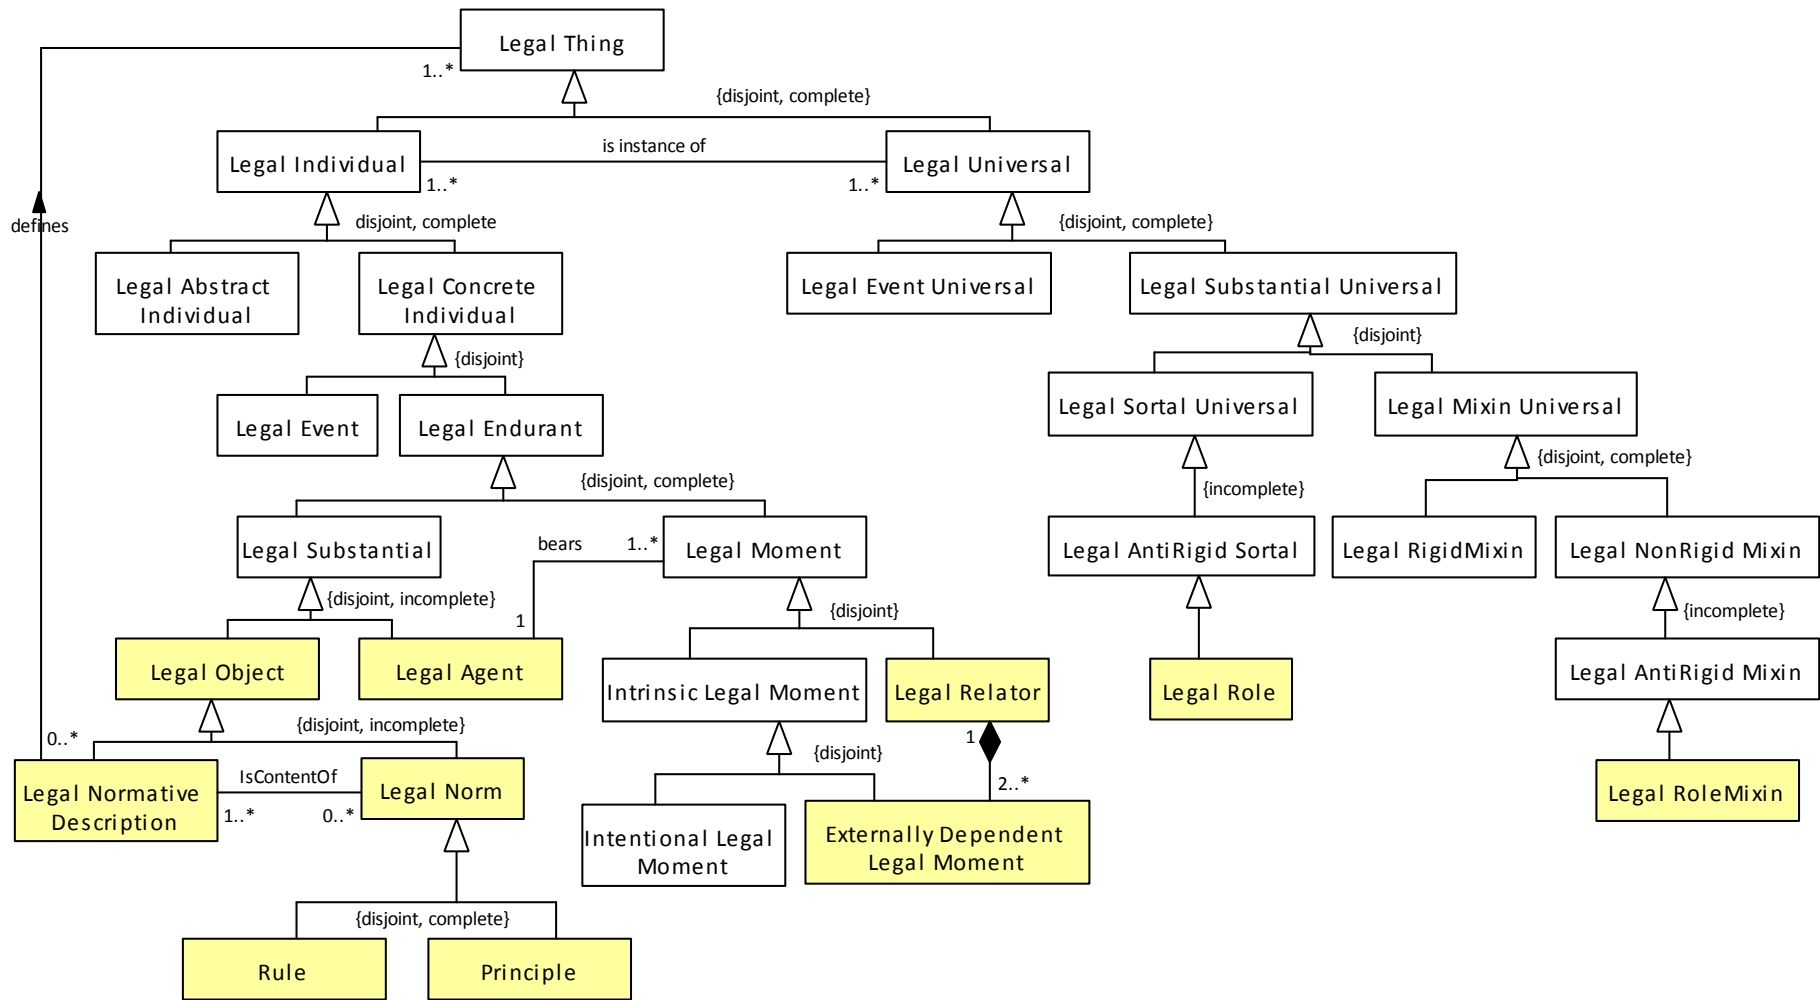 Legal Thing
1..*
{disjoint, complete}
Legal Individual
is instance of
Legal Universal
1..*
1..*
defines
disjoint, complete
{disjoint, complete}
Legal Abstract
Individual
Legal Concrete
Individual
Legal Event Universal
Legal Substantial Universal
{disjoint}
{disjoint}
Legal Event
Legal Endurant
Legal Sortal Universal
Legal Mixin Universal
{disjoint, complete}
{disjoint, complete}
{incomplete}
Legal Substantial
bears
1..*
Legal Moment
Legal AntiRigid Sortal
Legal RigidMixin
Legal NonRigid Mixin
{disjoint, incomplete}
{disjoint}
{incomplete}
1
Legal Object
Legal Agent
Intrinsic Legal Moment
Legal Relator
Legal Role
Legal AntiRigid Mixin
{disjoint, incomplete}
0..*
1
{disjoint}
Legal Normative
Description
IsContentOf
1..*
0..*
Legal Norm
2..*
Legal RoleMixin
Intentional Legal
Moment
Externally Dependent
Legal Moment
{disjoint, complete}
Rule
Principle